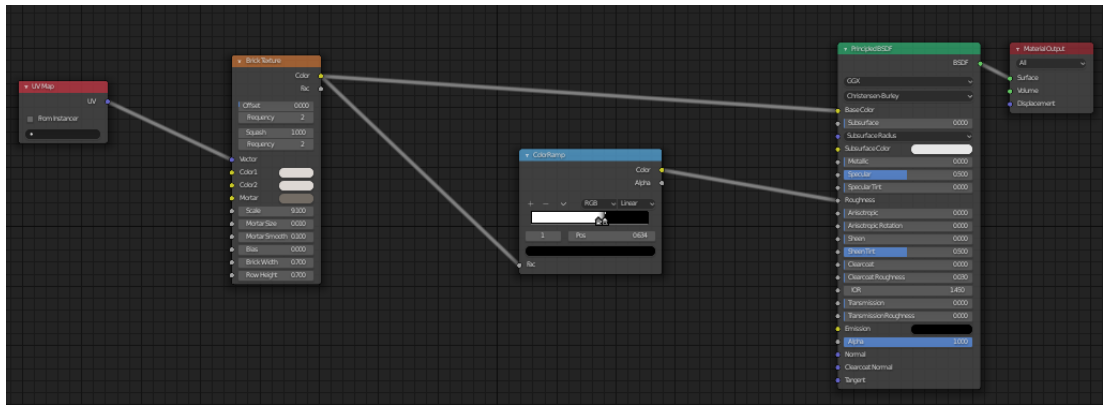 UV Map
UV
From Instancer
Brick Texture
Color
Fac
Offset 0.000
Frequency 2
Squash 1.000
Frequency 2
Vector
Color1
Color2
Mortar
Scale 9.100
Mortar Size
Mortar Smooth 0.100
Bias 0.000
Brick Width 0.700
Row Height 0.700
ColorRamp
Color
Alpha
+ −
RGB Linear
1 Pos 0.634
Fac
Principled BSDF
BSDF
GGX
Christensen-Burley
Base Color
Subsurface 0.000
Subsurface Radius
Subsurface Color
Metallic 0.000
Specular 0.500
Specular Tint 0.000
Roughness
Anisotropic 0.000
Anisotropic Rotation 0.000
Sheen 0.000
Sheen Tint 0.500
Clearcoat 0.000
Clearcoat Roughness 0.030
IOR 1.450
Transmission 0.000
Transmission Roughness 0.000
Emission
Alpha 1.000
Normal
Clearcoat Normal
Tangent
Material Output
All
Surface
Volume
Displacement